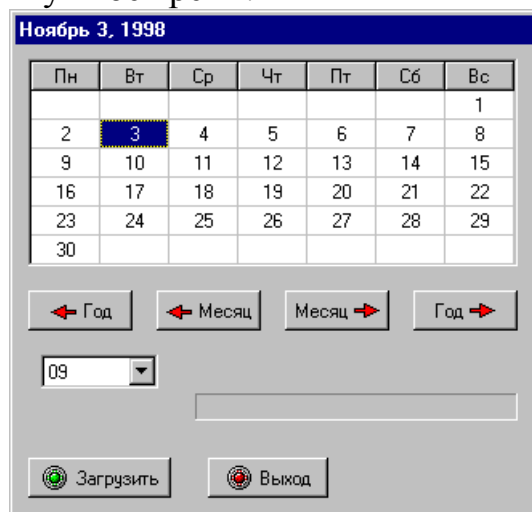 Ноябрь 3, 1998
Пн Вт Ср Чт Пт Сб Вс
1
2 3 4 5 6 7 8
9 10 11 12 13 14 15
16 17 18 19 20 21 22
23 24 25 26 27 28 29
30
Год Месяц Месяц Год
09
Загрузить Выход